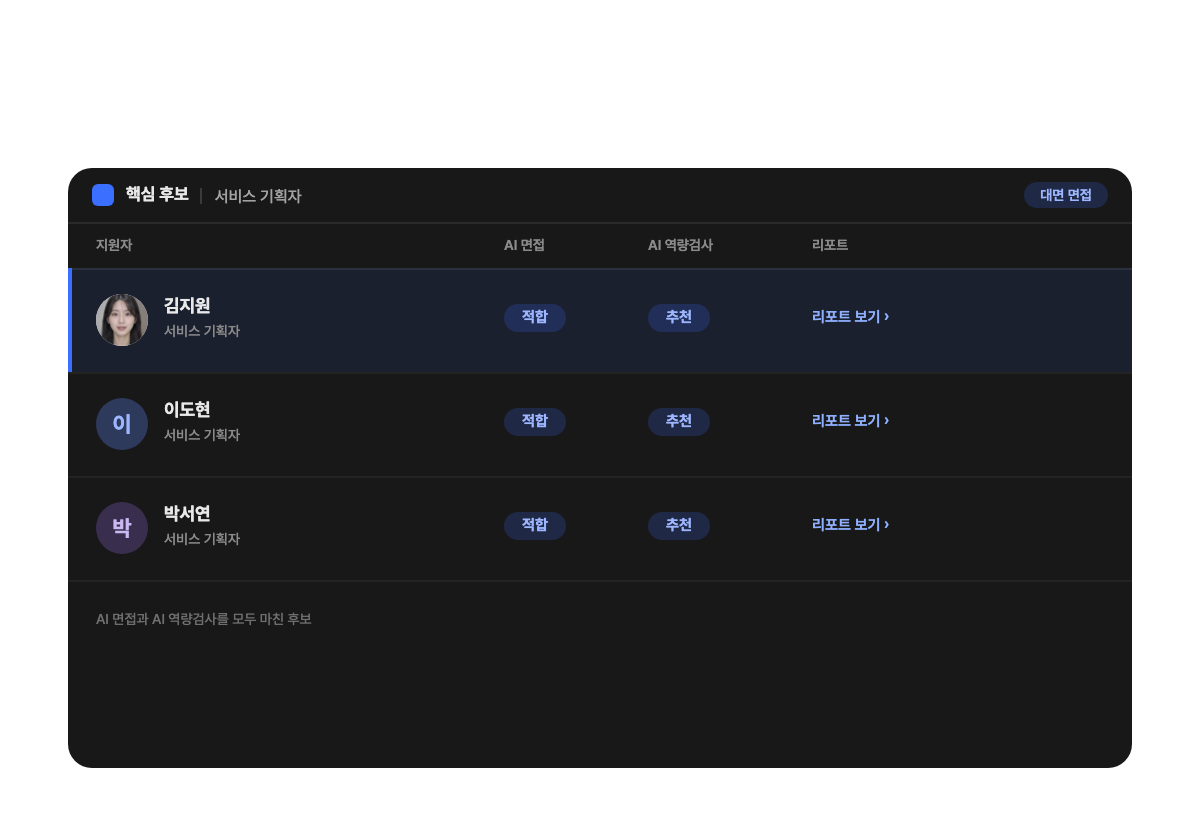 핵심 후보 | 서비스 기획자 대면 면접
지원자 AI 면접 AI 역량검사 리포트
김지원
서비스 기획자
적합 추천 리포트 보기 ›
이 이도현
서비스 기획자
적합 추천 리포트 보기 ›
박 박서연
서비스 기획자
적합 추천 리포트 보기 ›
AI 면접과 AI 역량검사를 모두 마친 후보